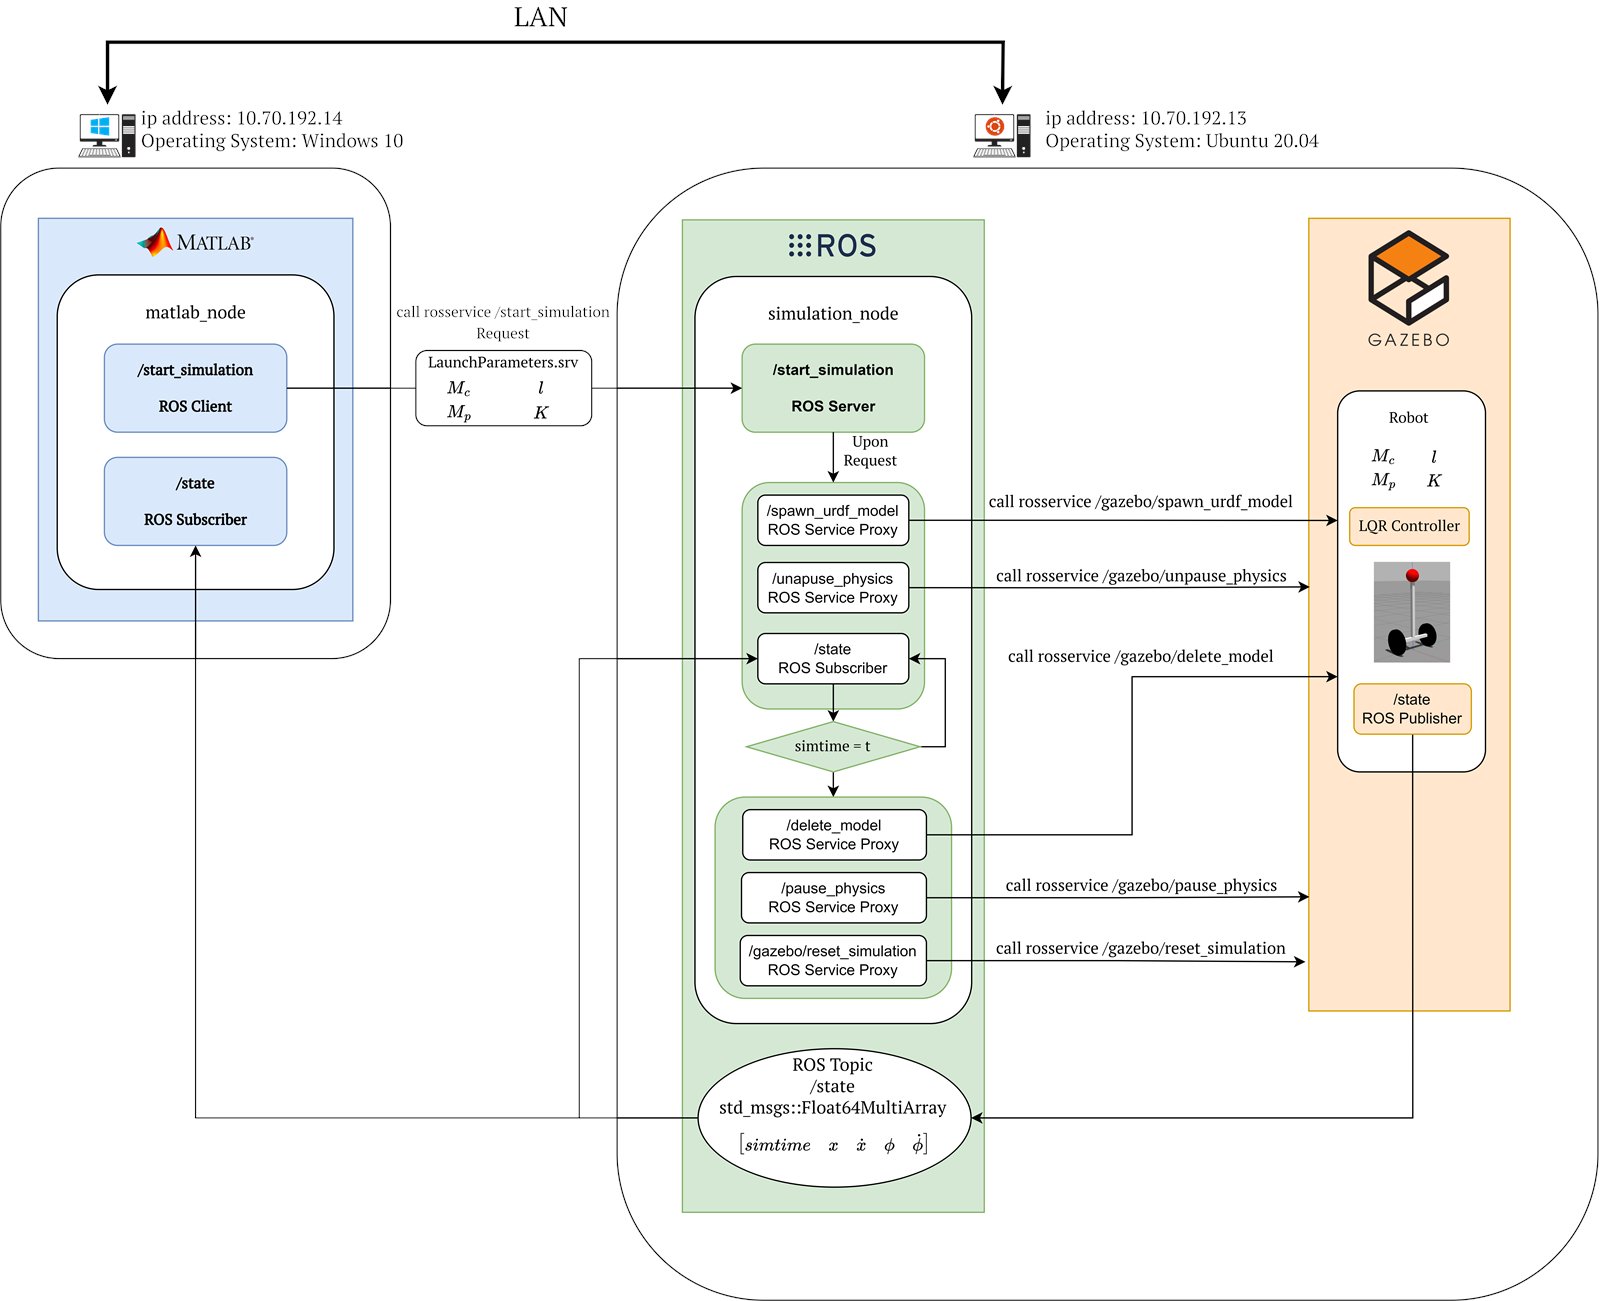 LAN
ip address: 10.70.192.14
Operating System: Windows 10
ip address: 10.70.192.13
Operating System: Ubuntu 20.04
MATLAB®
matlab_node
/start_simulation
ROS Client
/state
ROS Subscriber
call rosservice /start_simulation
Request
LaunchParameters.srv
M_c l
M_p K
ROS
simulation_node
/start_simulation
ROS Server
Upon
Request
/spawn_urdf_model
ROS Service Proxy
/unapuse_physics
ROS Service Proxy
/state
ROS Subscriber
simtime = t
/delete_model
ROS Service Proxy
/pause_physics
ROS Service Proxy
/gazebo/reset_simulation
ROS Service Proxy
ROS Topic
/state
std_msgs::Float64MultiArray
[simtime x ẋ ϕ ϕ̇]
call rosservice /gazebo/spawn_urdf_model
call rosservice /gazebo/unpause_physics
call rosservice /gazebo/delete_model
call rosservice /gazebo/pause_physics
call rosservice /gazebo/reset_simulation
GAZEBO
Robot
M_c l
M_p K
LQR Controller
/state
ROS Publisher